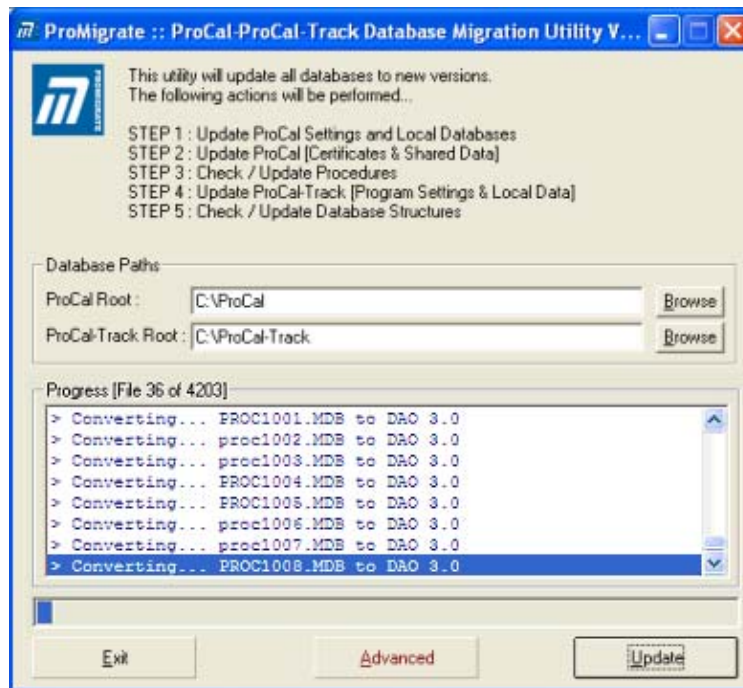 ProMigrate :: ProCal-ProCal-Track Database Migration Utility V...
PROMIGRATE
This utility will update all databases to new versions.
The following actions will be performed...
STEP 1 : Update ProCal Settings and Local Databases
STEP 2 : Update ProCal [Certificates & Shared Data]
STEP 3 : Check / Update Procedures
STEP 4 : Update ProCal-Track [Program Settings & Local Data]
STEP 5 : Check / Update Database Structures
Database Paths
ProCal Root : C:\ProCal Browse
ProCal-Track Root : C:\ProCal-Track Browse
Progress [File 36 of 4203]
> Converting... PROC1001.MDB to DAO 3.0
> Converting... proc1002.MDB to DAO 3.0
> Converting... proc1003.MDB to DAO 3.0
> Converting... PROC1004.MDB to DAO 3.0
> Converting... PROC1005.MDB to DAO 3.0
> Converting... proc1006.MDB to DAO 3.0
> Converting... proc1007.MDB to DAO 3.0
> Converting... PROC1008.MDB to DAO 3.0
Exit Advanced Update